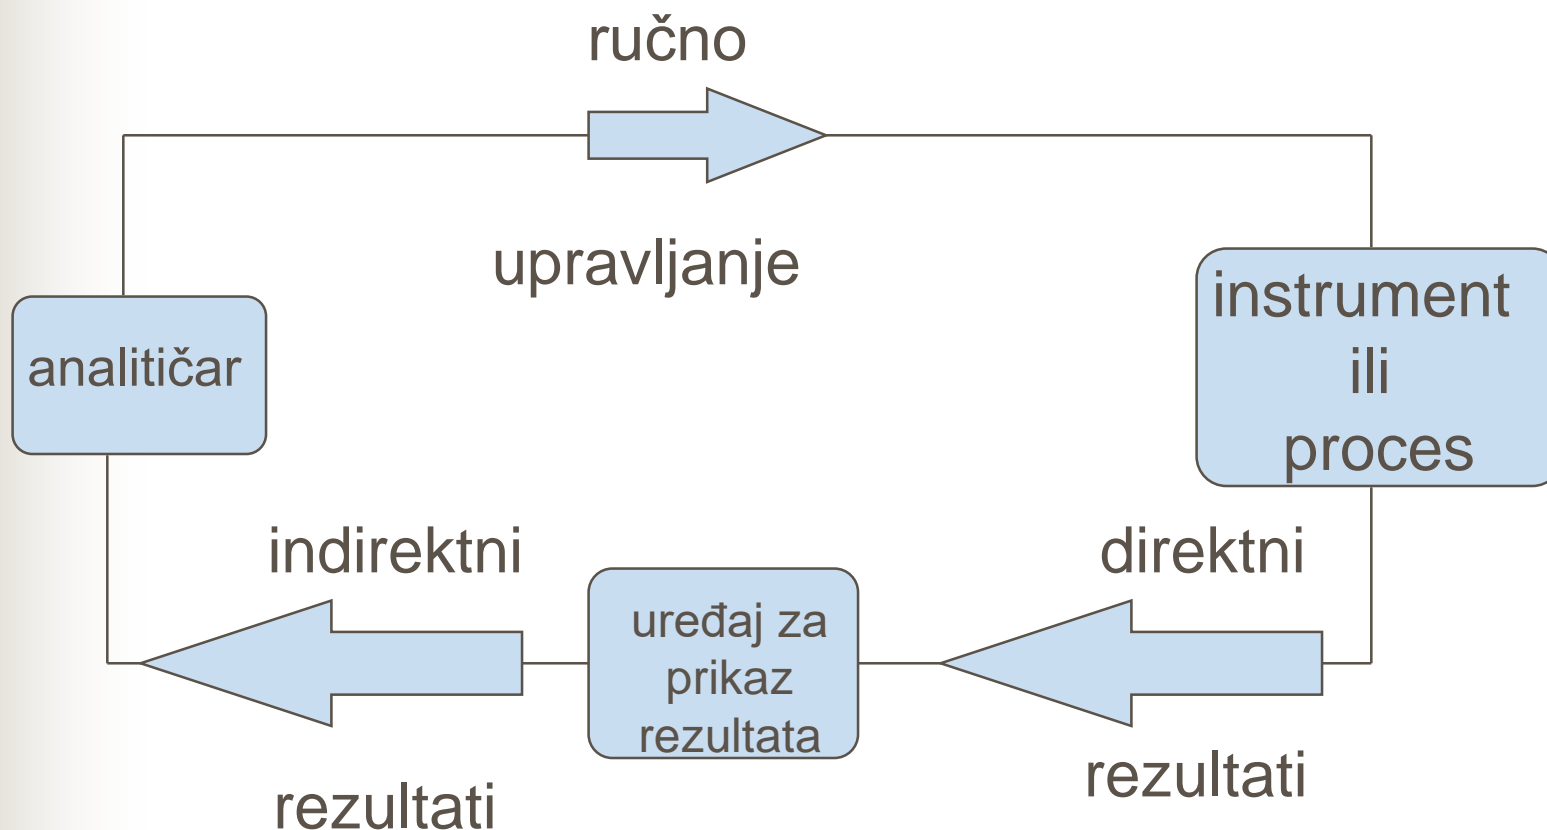 ručno
upravljanje
analitičar
instrument
ili
proces
indirektni
rezultati
uređaj za
prikaz
rezultata
direktni
rezultati